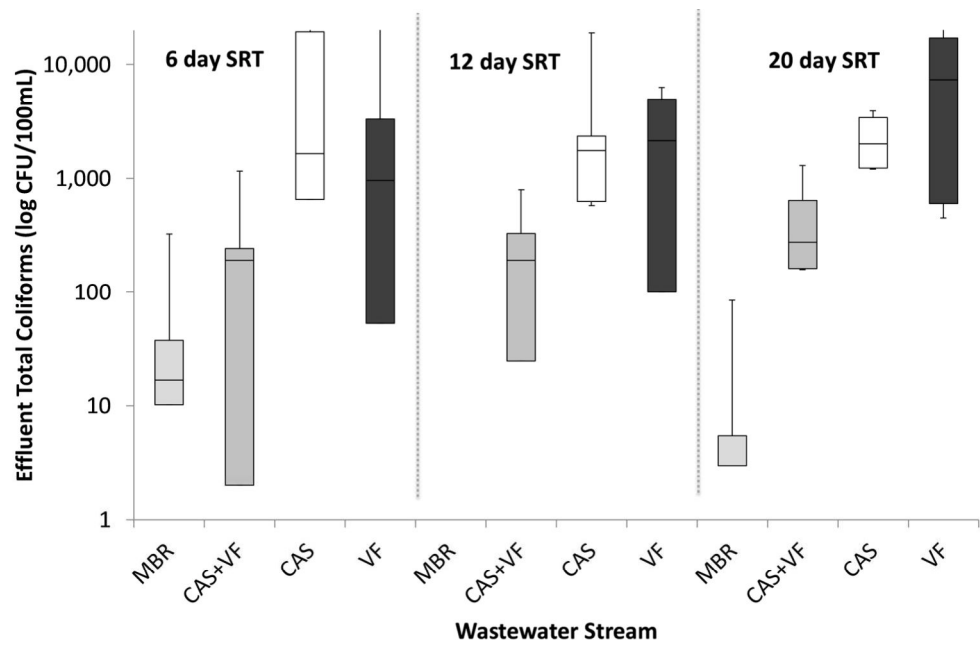 6 day SRT
12 day SRT
20 day SRT
Effluent Total Coliforms (log CFU/100mL)
10,000
1,000
100
10
1
MBR
CAS+VF
CAS
VF
MBR
CAS+VF
CAS
VF
MBR
CAS+VF
CAS
VF
Wastewater Stream